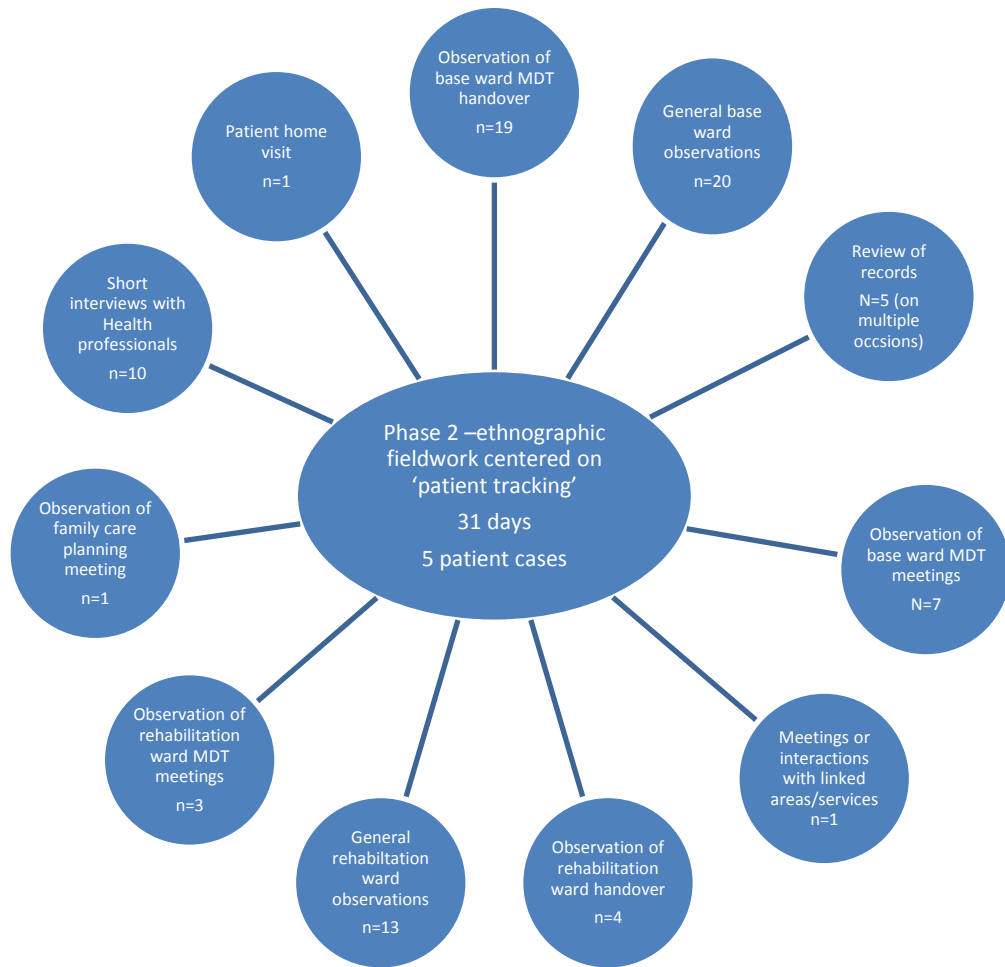 Observation of
base ward MDT
handover
n=19
General base
ward
observations
n=20
Review of
records
N=5 (on
multiple
occsions)
Observation of
base ward MDT
meetings
N=7
Meetings or
interactions
with linked
areas/services
n=1
Observation of
rehabilitation
ward handover
n=4
General
rehabiltation
ward
observations
n=13
Observation of
rehabilitation
ward MDT
meetings
n=3
Observation of
family care
planning
meeting
n=1
Short
interviews with
Health
professionals
n=10
Patient home
visit
n=1
Phase 2 –ethnographic
fieldwork centered on
‘patient tracking’
31 days
5 patient cases